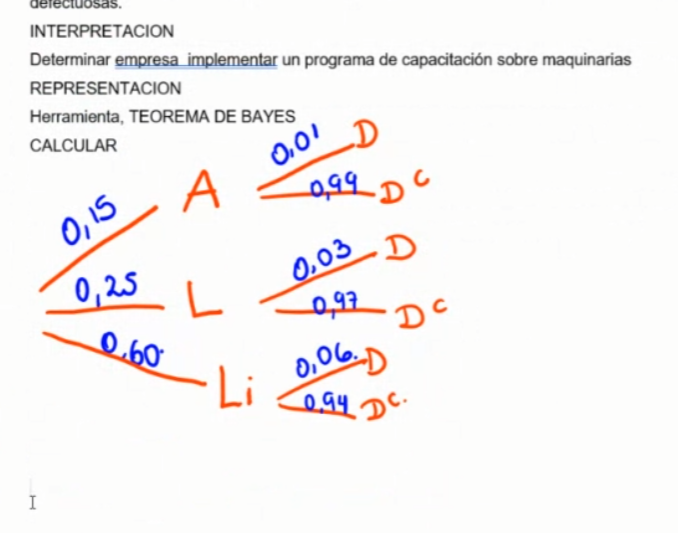 defectuosas.
INTERPRETACION
Determinar empresa implementar un programa de capacitación sobre maquinarias
REPRESENTACION
Herramienta, TEOREMA DE BAYES
CALCULAR
0,01 D
0,15 A 0,99 D c
0,03 D
0,25 L 0,97 D c
0,60. 0,06. D
Li 0,94 D c.